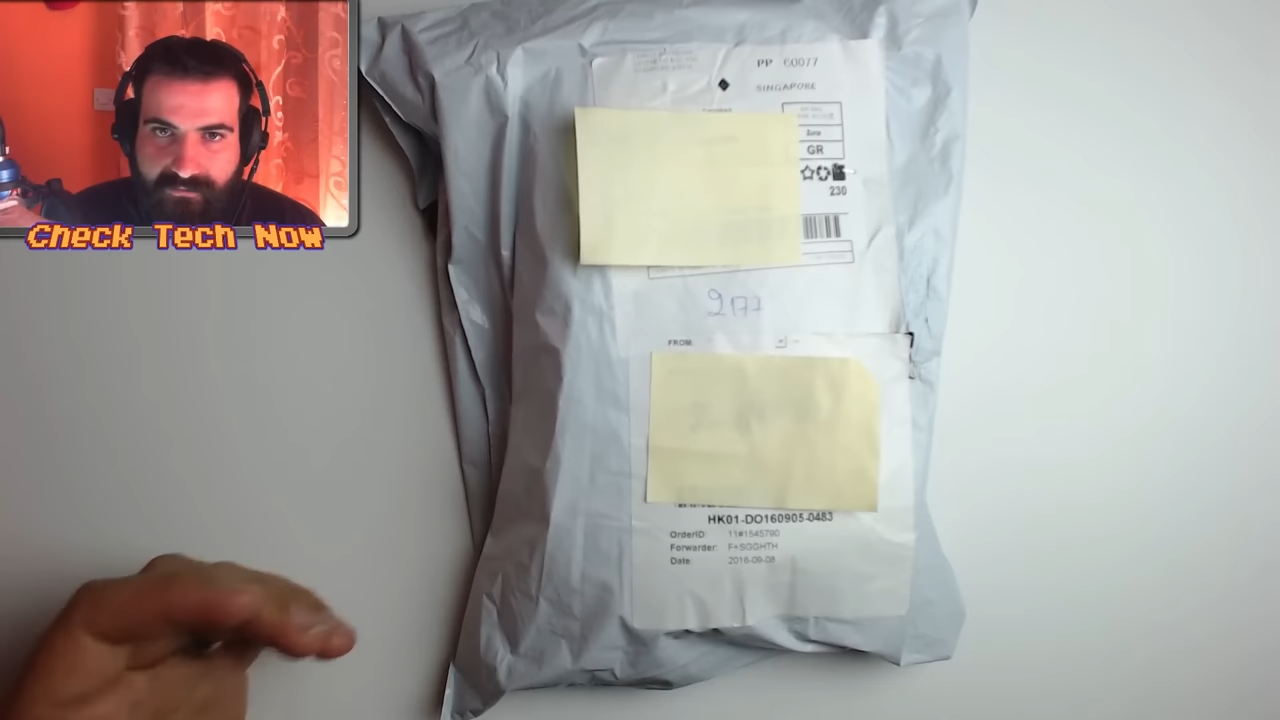 Check Tech Now
PP 60077
SINGAPORE
Zone
GR
230
2177
FROM:
HK01-DO160905-0483
OrderID: 11#1545790
Forwarder: F+SGGHTH
Date: 2016-09-08